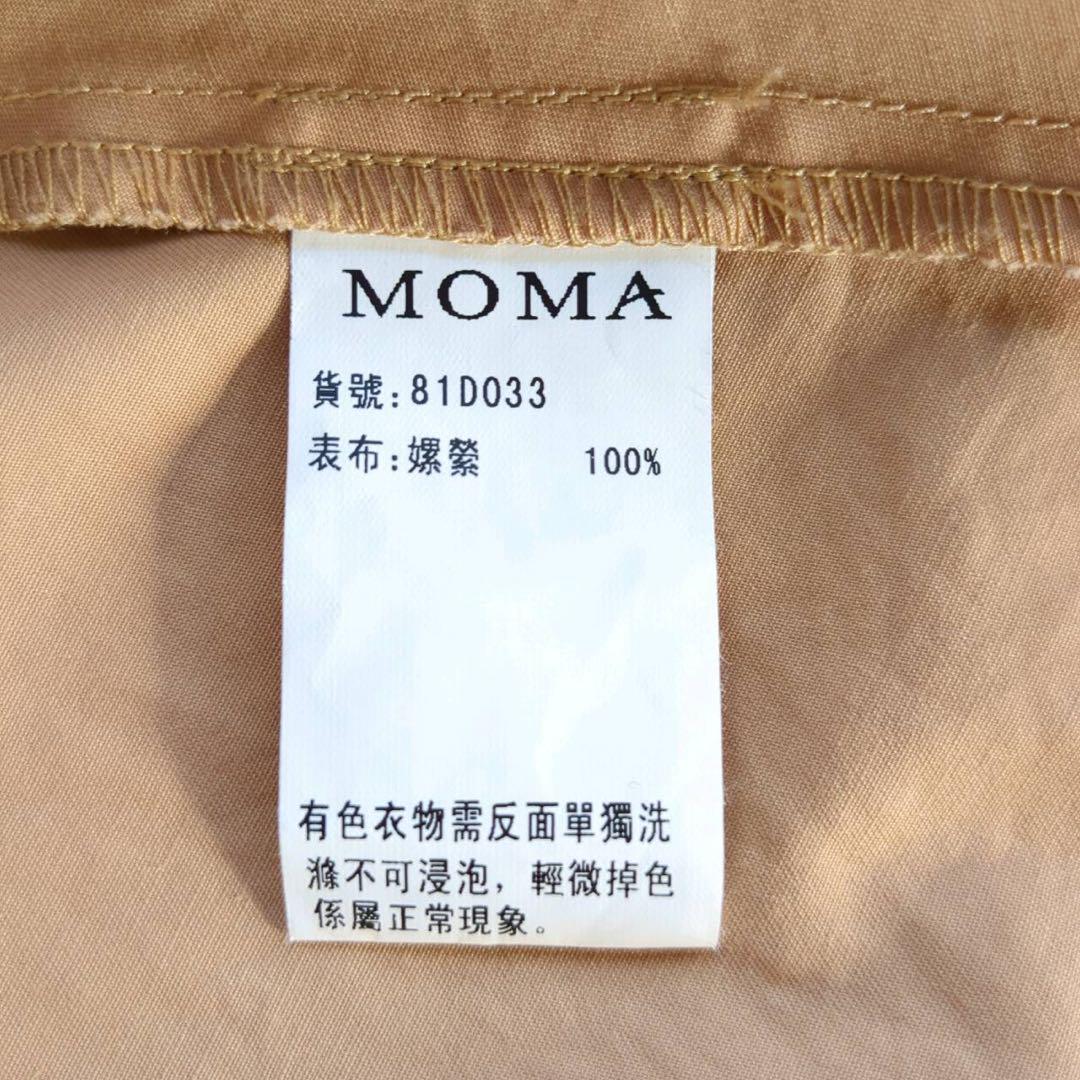 MOMA
貨號:81D033
表布:嫘縈 100%
有色衣物需反面單獨洗
滌不可浸泡,輕微掉色
係屬正常現象。